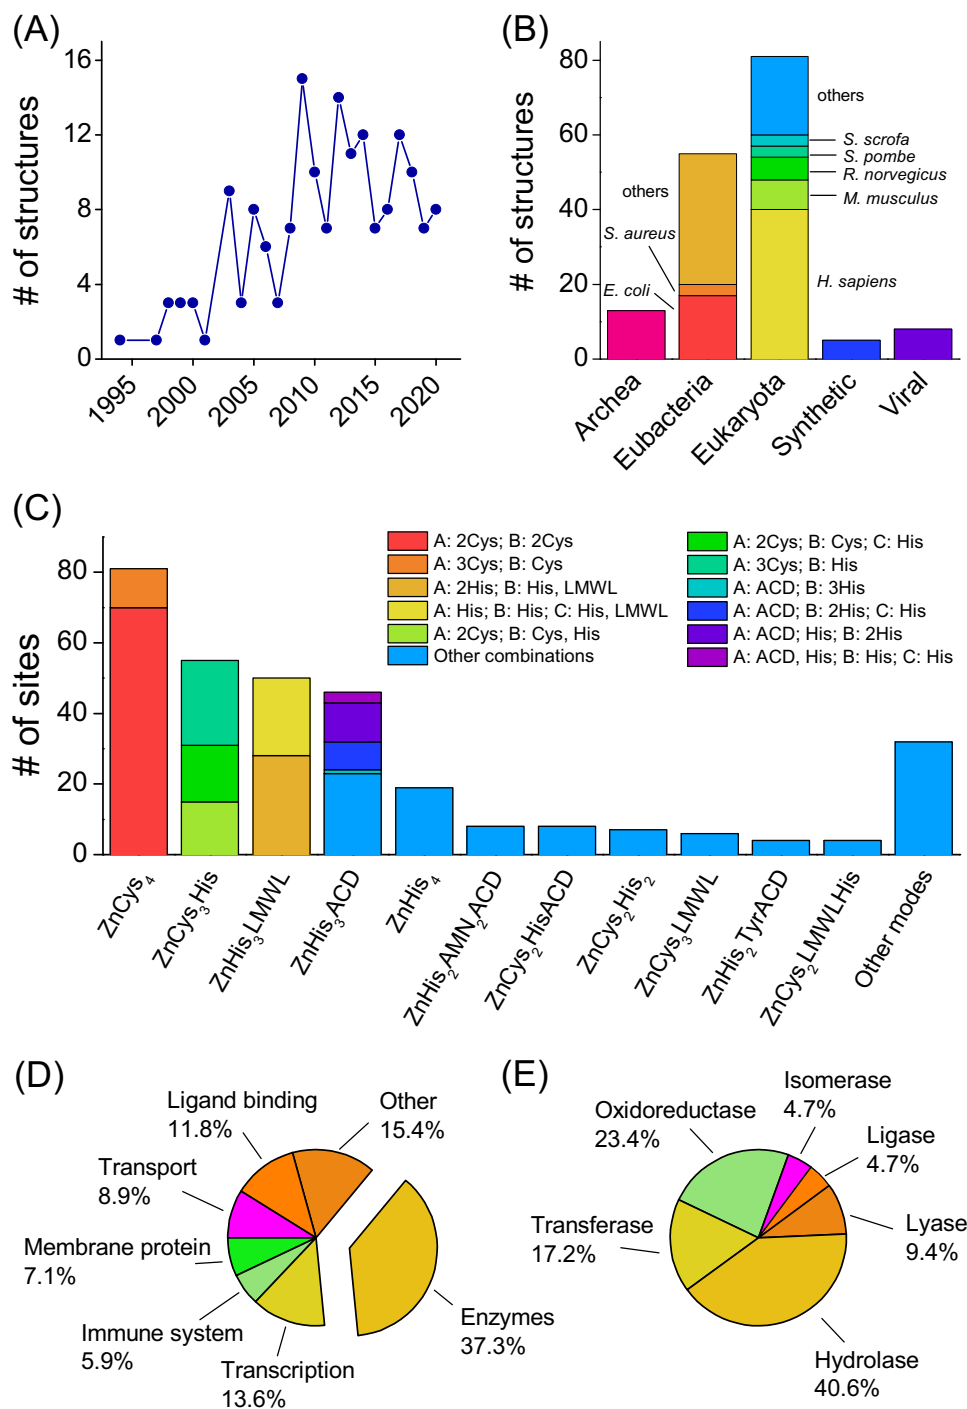 (A)
# of structures
16
12
8
4
0
1995
2000
2005
2010
2015
2020
(B)
# of structures
80
60
40
20
0
others
S. aureus
E. coli
others
S. scrofa
S. pombe
R. norvegicus
M. musculus
H. sapiens
Archea
Eubacteria
Eukaryota
Synthetic
Viral
(C)
# of sites
80
60
40
20
0
A: 2Cys; B: 2Cys
A: 3Cys; B: Cys
A: 2His; B: His, LMWL
A: His; B: His; C: His, LMWL
A: 2Cys; B: Cys, His
Other combinations
A: 2Cys; B: Cys; C: His
A: 3Cys; B: His
A: ACD; B: 3His
A: ACD; B: 2His; C: His
A: ACD; His; B: 2His
A: ACD, His; B: His; C: His
ZnCys₄
ZnCys₃His
ZnHis₃LMWL
ZnHis₃ACD
ZnHis₄
ZnHis₂AMN₂ACD
ZnCys₂HisACD
ZnCys₂His₂
ZnCys₃LMWL
ZnHis₂TyrACD
ZnCys₂LMWLHis
Other modes
(D)
Ligand binding
11.8%
Other
15.4%
Transport
8.9%
Membrane protein
7.1%
Immune system
5.9%
Transcription
13.6%
Enzymes
37.3%
(E)
Isomerase
4.7%
Oxidoreductase
23.4%
Ligase
4.7%
Transferase
17.2%
Lyase
9.4%
Hydrolase
40.6%